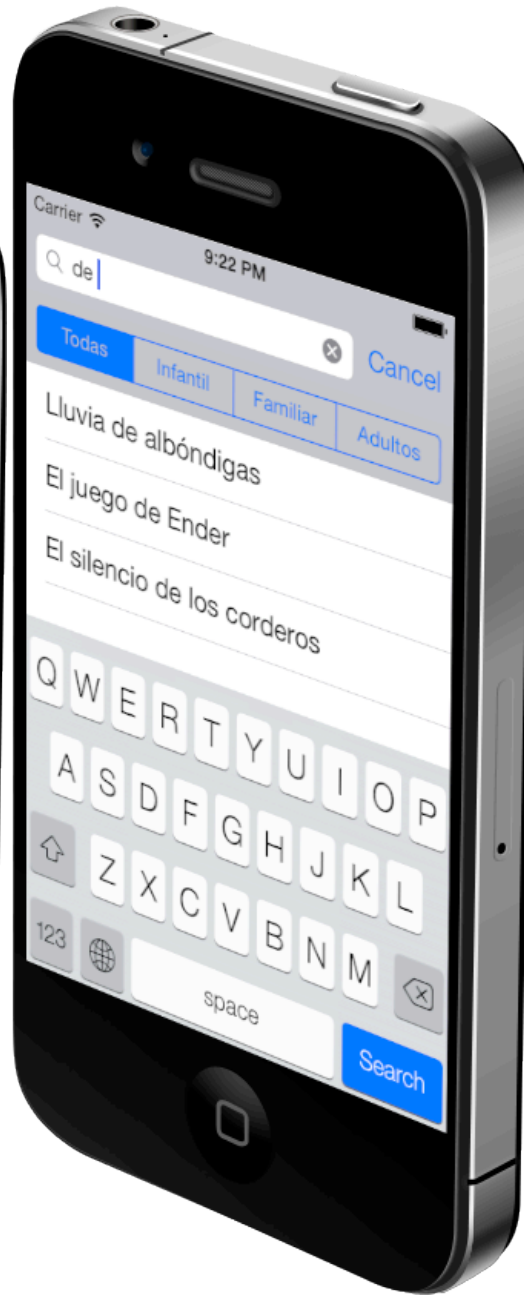 Carrier
9:22 PM
de
Cancel
Todas Infantil Familiar Adultos
Lluvia de albóndigas
El juego de Ender
El silencio de los corderos
Q W E R T Y U I O P
A S D F G H J K L
Z X C V B N M
123 space Search